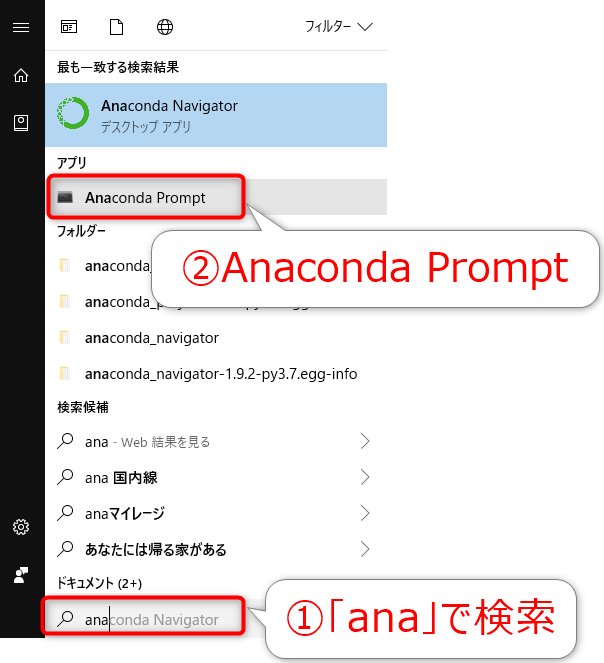 フィルター
最も一致する検索結果
Anaconda Navigator
デスクトップ アプリ
アプリ
Anaconda Prompt
フォルダー
anaconda_
②Anaconda Prompt
anaconda_
anaconda_navigator
anaconda_navigator-1.9.2-py3.7.egg-info
検索候補
ana - Web 結果を見る
ana 国内線
anaマイレージ
あなたには帰る家がある
ドキュメント (2+)
anaconda Navigator
①「ana」で検索